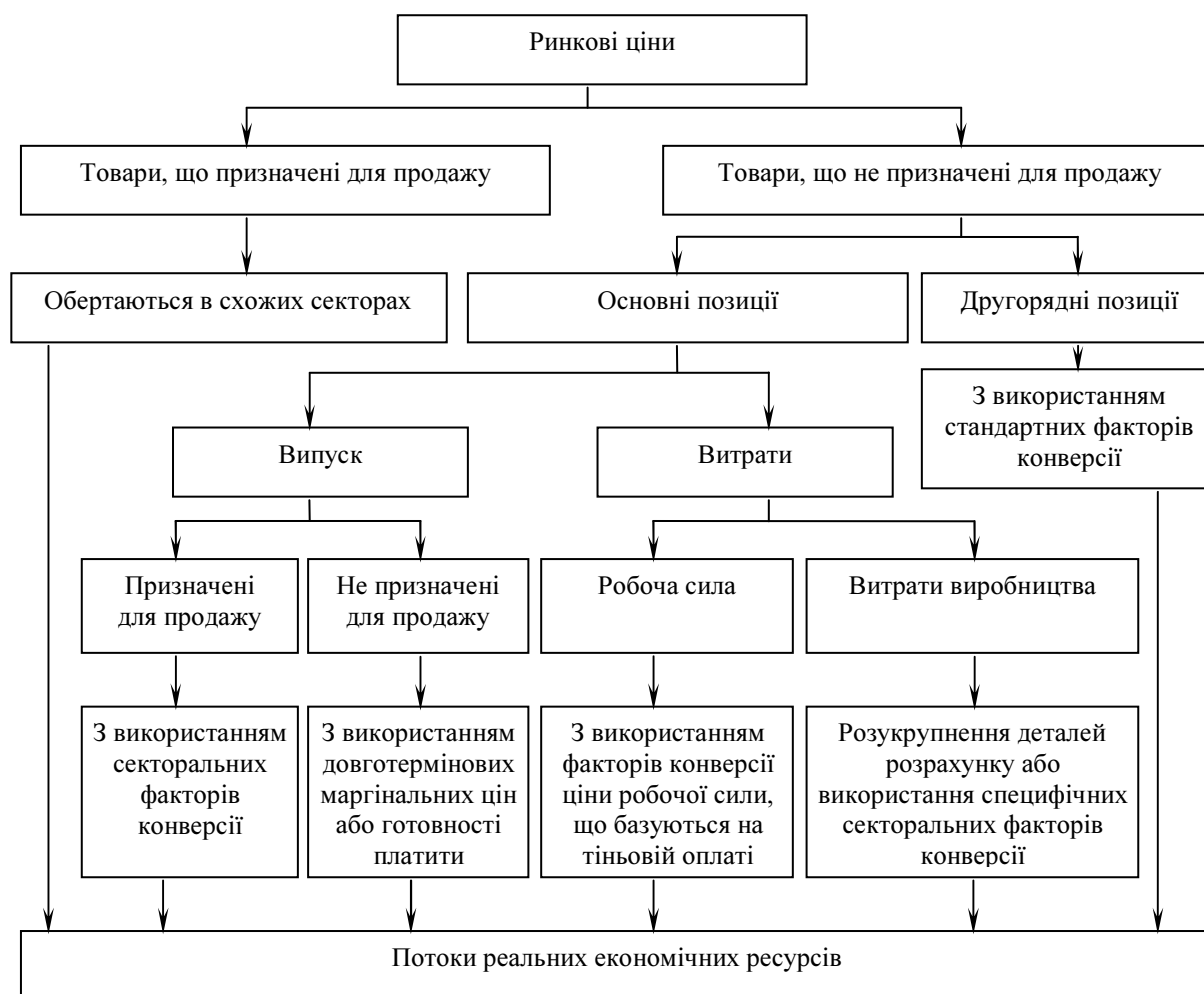 Ринкові ціни
Товари, що призначені для продажу
Товари, що не призначені для продажу
Обертаються в схожих секторах
Основні позиції
Другорядні позиції
З використанням
стандартних факторів
конверсії
Випуск
Витрати
Призначені
для продажу
Не призначені
для продажу
Робоча сила
Витрати виробництва
З використанням
секторальних
факторів
конверсії
З використанням
довготермінових
маргінальних цін
або готовності
платити
З використанням
факторів конверсії
ціни робочої сили,
що базуються на
тіньовій оплаті
Розукрупнення деталей
розрахунку або
використання специфічних
секторальних факторів
конверсії
Потоки реальних економічних ресурсів